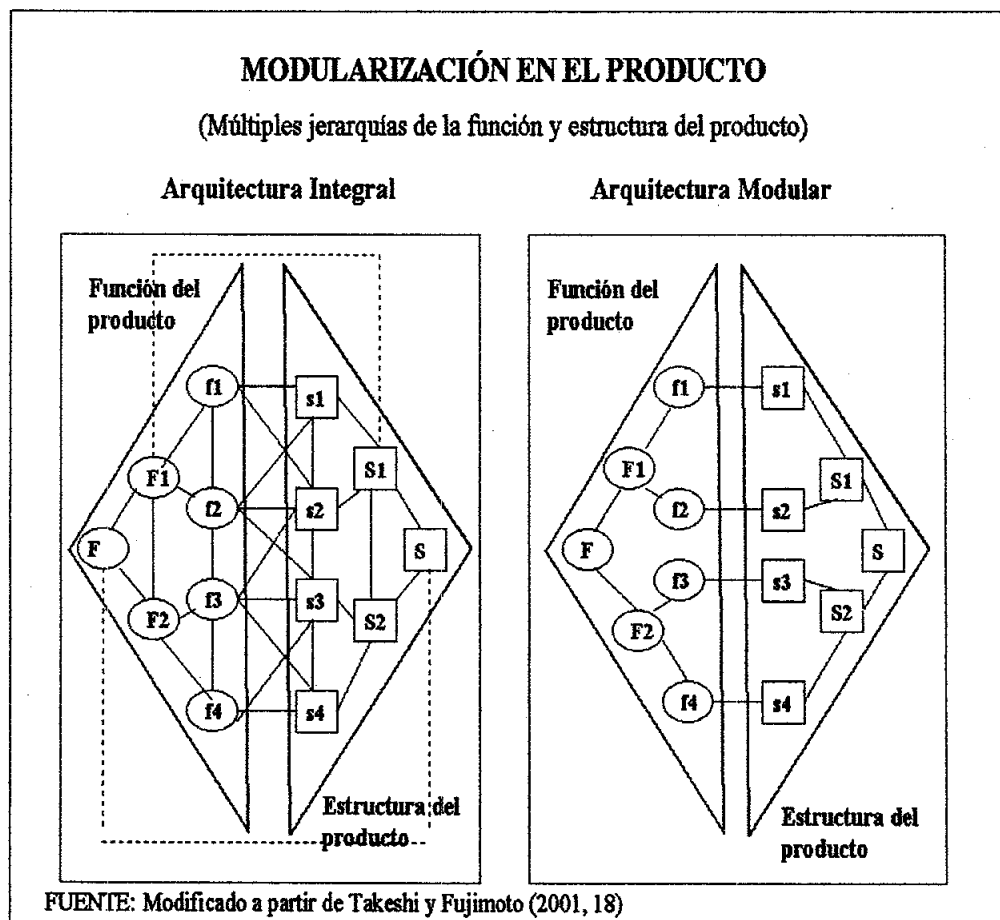 MODULARIZACIÓN EN EL PRODUCTO
(Múltiples jerarquías de la función y estructura del producto)
Arquitectura Integral
Función del
producto
f1
s1
F1
S1
f2
s2
F
S
f3
s3
F2
S2
f4
s4
Estructura del
producto
Arquitectura Modular
Función del
producto
f1
s1
F1
S1
f2
s2
F
S
f3
s3
F2
S2
f4
s4
Estructura del
producto
FUENTE: Modificado a partir de Takeshi y Fujimoto (2001, 18)